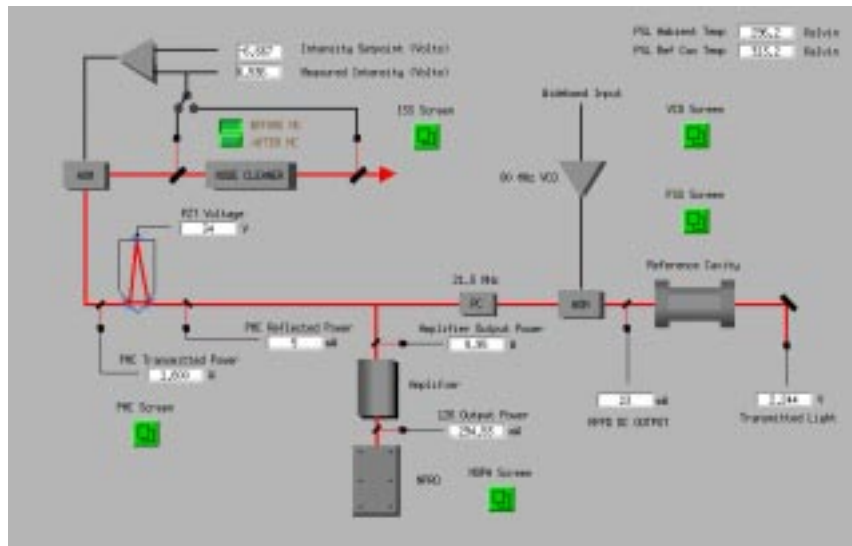 Intensity Setpoint (Volts)
Measured Intensity (Volts)
PSL Ambient Temp 296.2 Kelvin
PSL Ref Can Temp 315.2 Kelvin
Wideband Input
BEFORE MC
AFTER MC
ISS Screen
VCO Screen
AOM
MODE CLEANER
80 MHz VCO
PZT Voltage
V
FSS Screen
21.5 MHz
Reference Cavity
PC
AOM
PMC Reflected Power
5 mW
Amplifier Output Power
W
PMC Transmitted Power
W
Amplifier
PMC Screen
126 Output Power
mW
RFPD DC OUTPUT
Transmitted Light
V
NPRO
MOPA Screen